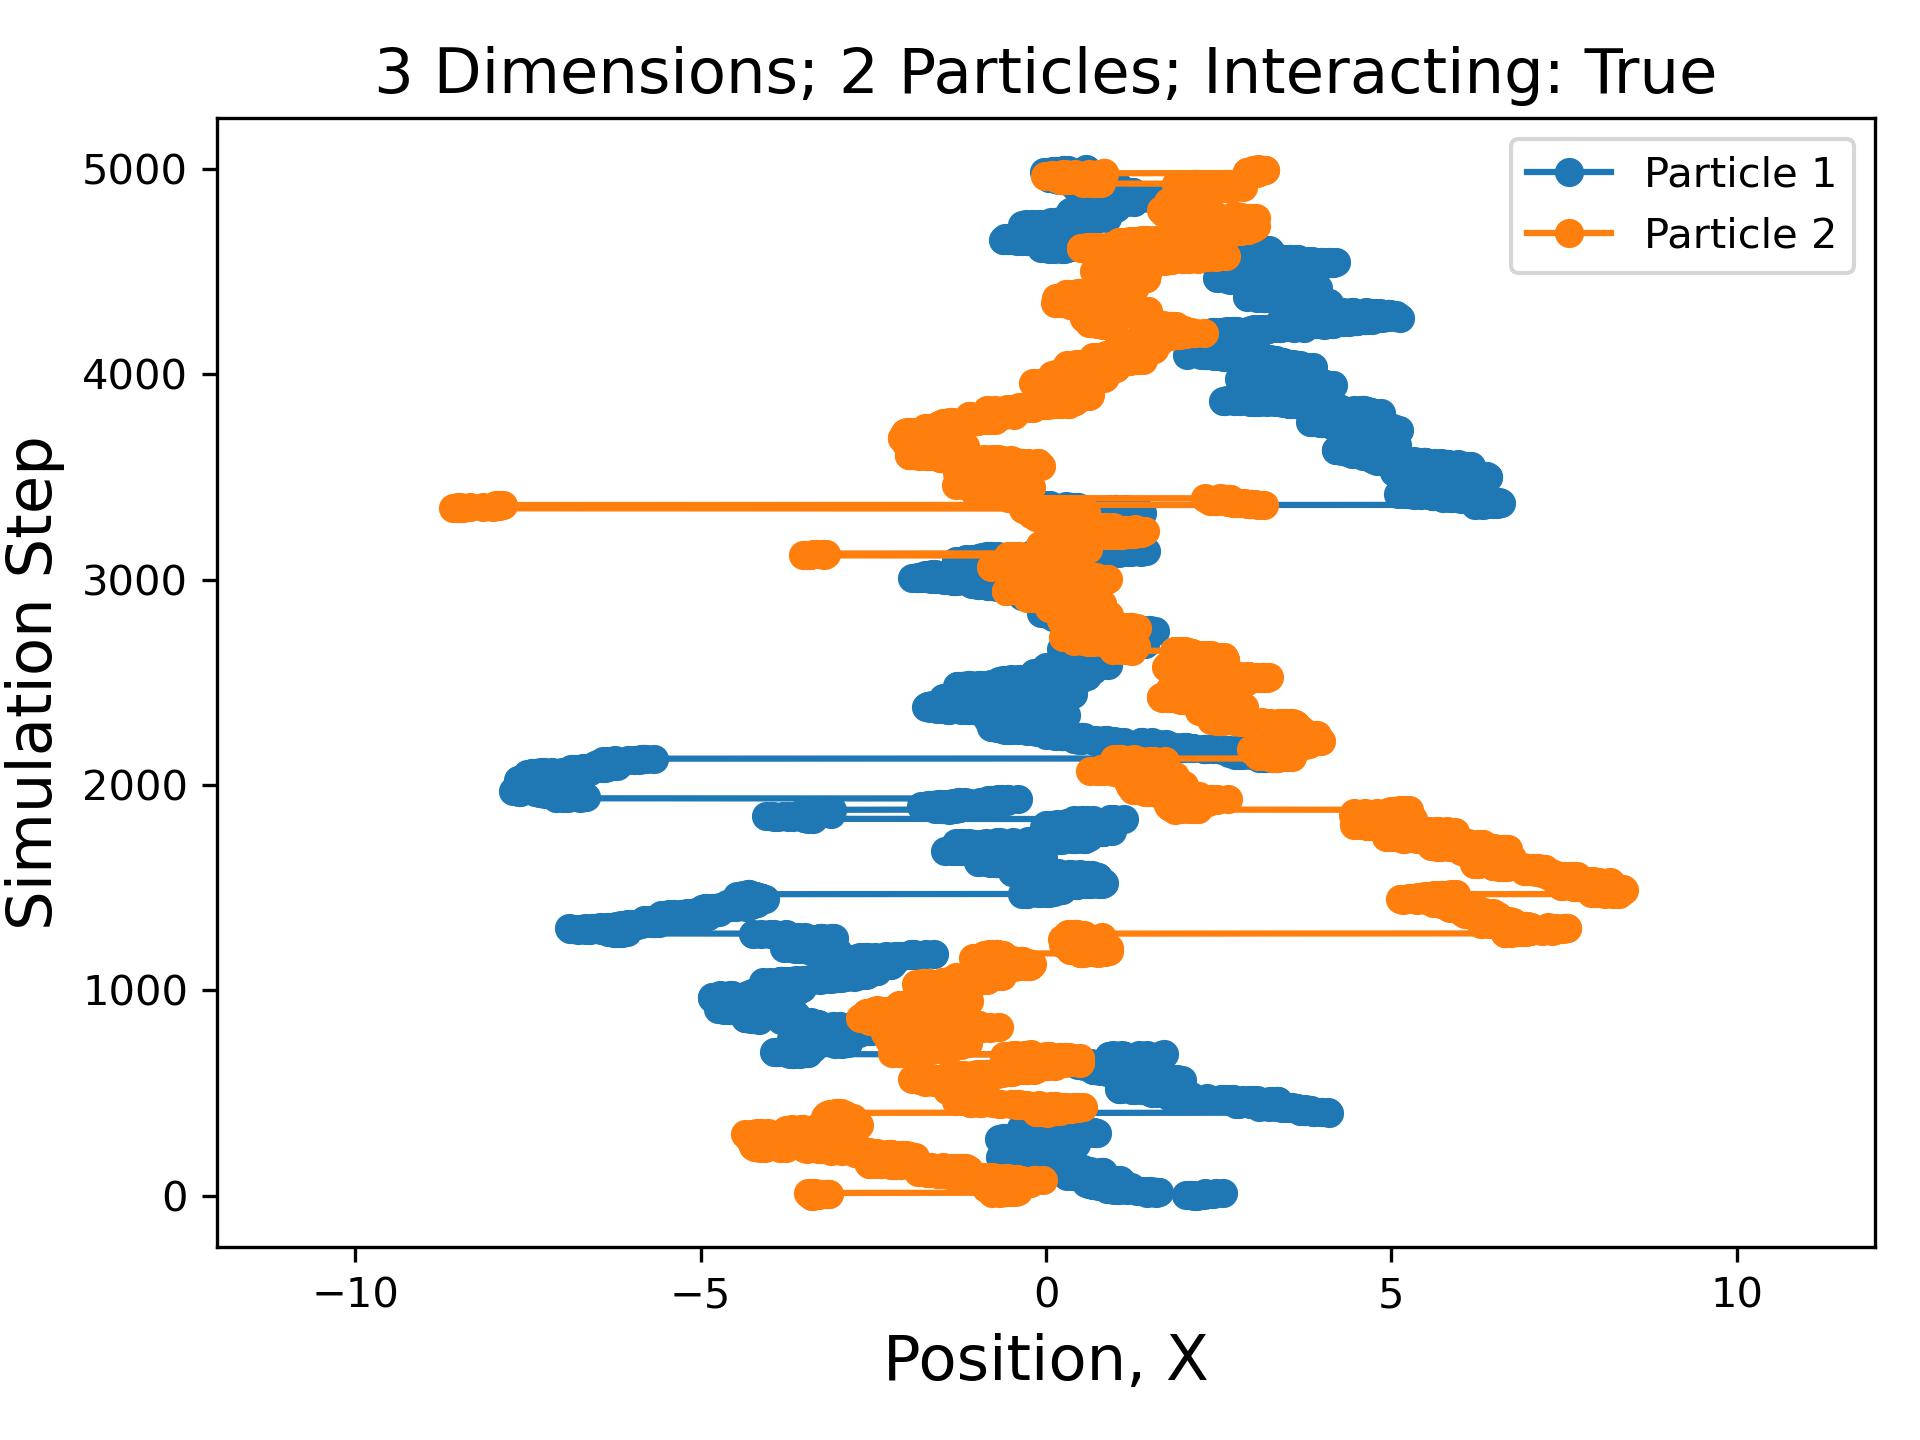 3 Dimensions; 2 Particles; Interacting: True
Particle 1
Particle 2
5000
4000
3000
2000
1000
0
Simulation Step
−10
−5
0
5
10
Position, X